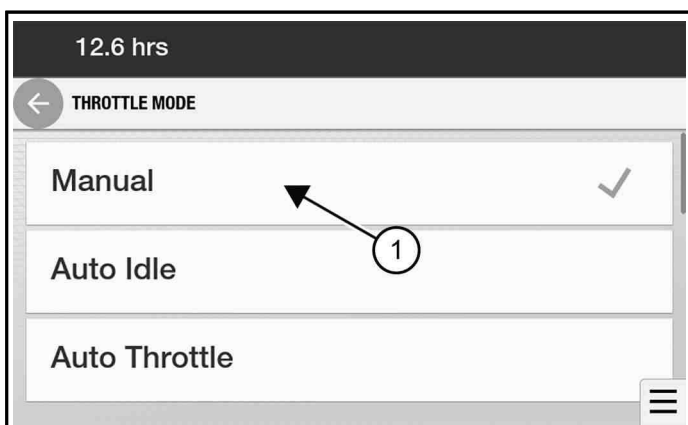 12.6 hrs
THROTTLE MODE
Manual
1
Auto Idle
Auto Throttle